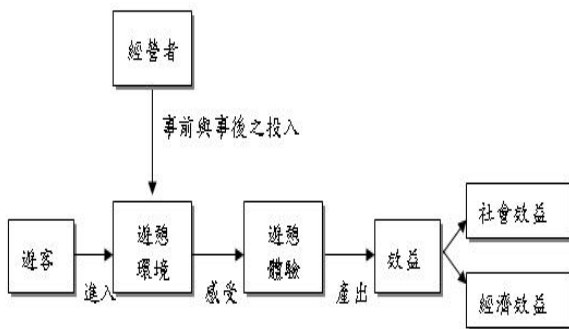 經營者
事前與事後之投入
遊客
進入
遊憩
環境
感受
遊憩
體驗
產出
效益
社會效益
經濟效益